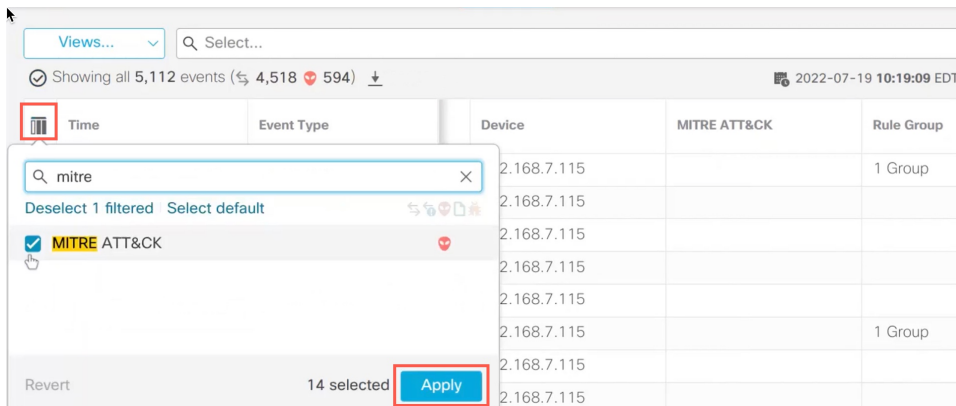 Views...
Select...
Showing all 5,112 events (4,518 594)
2022-07-19 10:19:09 EDT
Time Event Type Device MITRE ATT&CK Rule Group
mitre
2.168.7.115 1 Group
Deselect 1 filtered Select default
2.168.7.115
MITRE ATT&CK
2.168.7.115
2.168.7.115
2.168.7.115
2.168.7.115 1 Group
2.168.7.115
Revert 14 selected Apply
2.168.7.115